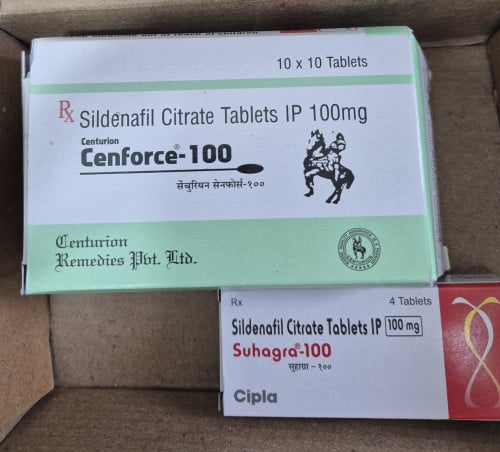 10 x 10 Tablets
Rx Sildenafil Citrate Tablets IP 100mg
Centurion
Cenforce®-100
सेंचुरियन सेनफोर्स-१००
Centurion
Remedies Pvt. Ltd.
Rx
4 Tablets
Sildenafil Citrate Tablets IP 100 mg
Suhagra®-100
सुहाग्रा - १००
Cipla